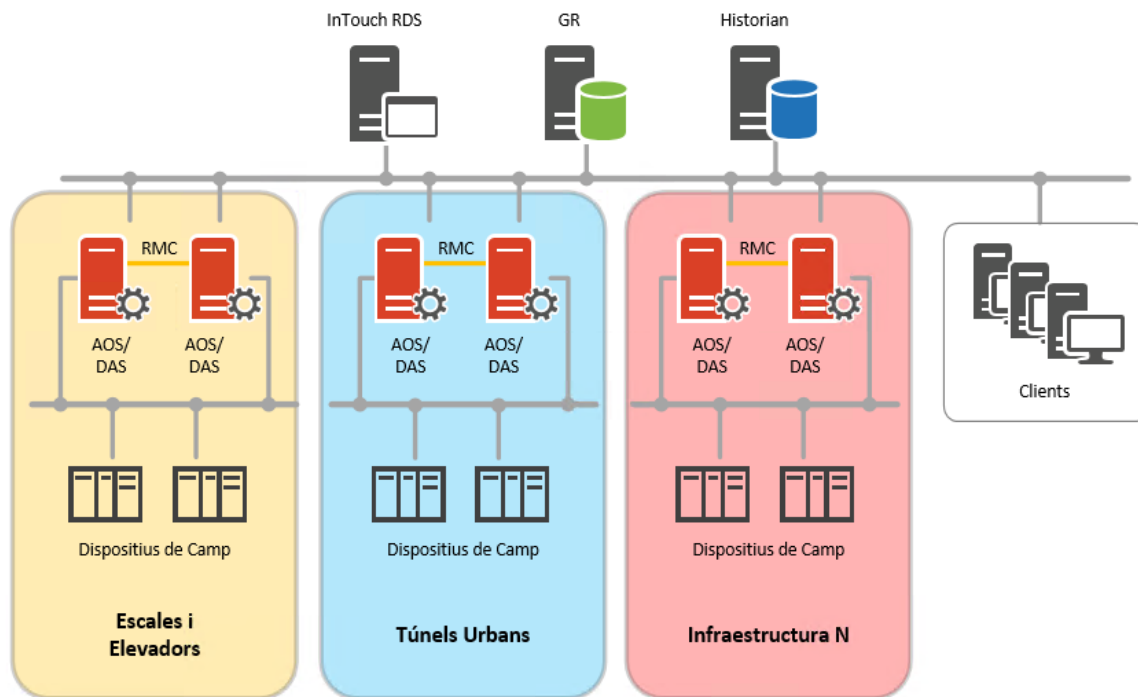 InTouch RDS
GR
Historian
RMC
RMC
RMC
AOS/
DAS
AOS/
DAS
AOS/
DAS
AOS/
DAS
AOS/
DAS
AOS/
DAS
Clients
Dispositius de Camp
Dispositius de Camp
Dispositius de Camp
Escales i
Elevadors
Túnels Urbans
Infraestructura N